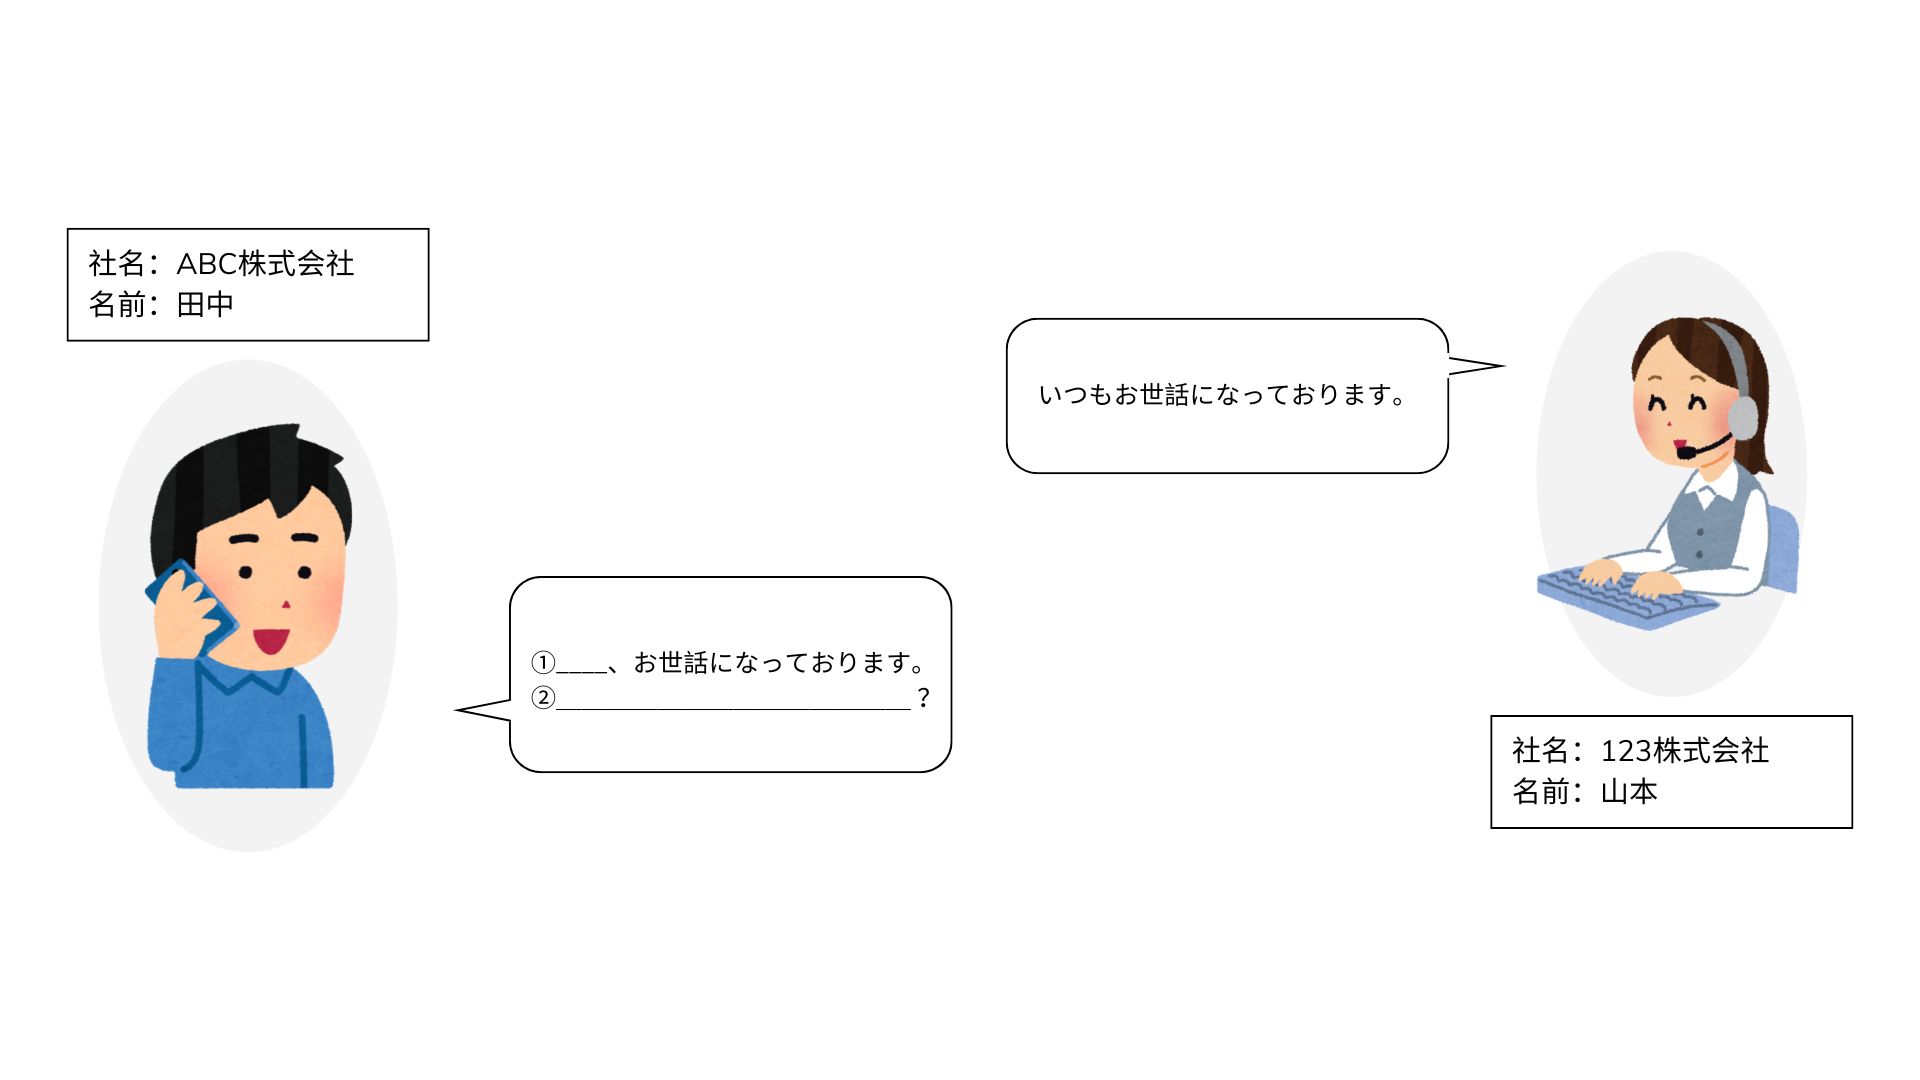 社名：ABC株式会社
名前：田中
いつもお世話になっております。
①____、お世話になっております。
②____________________________？
社名：123株式会社
名前：山本